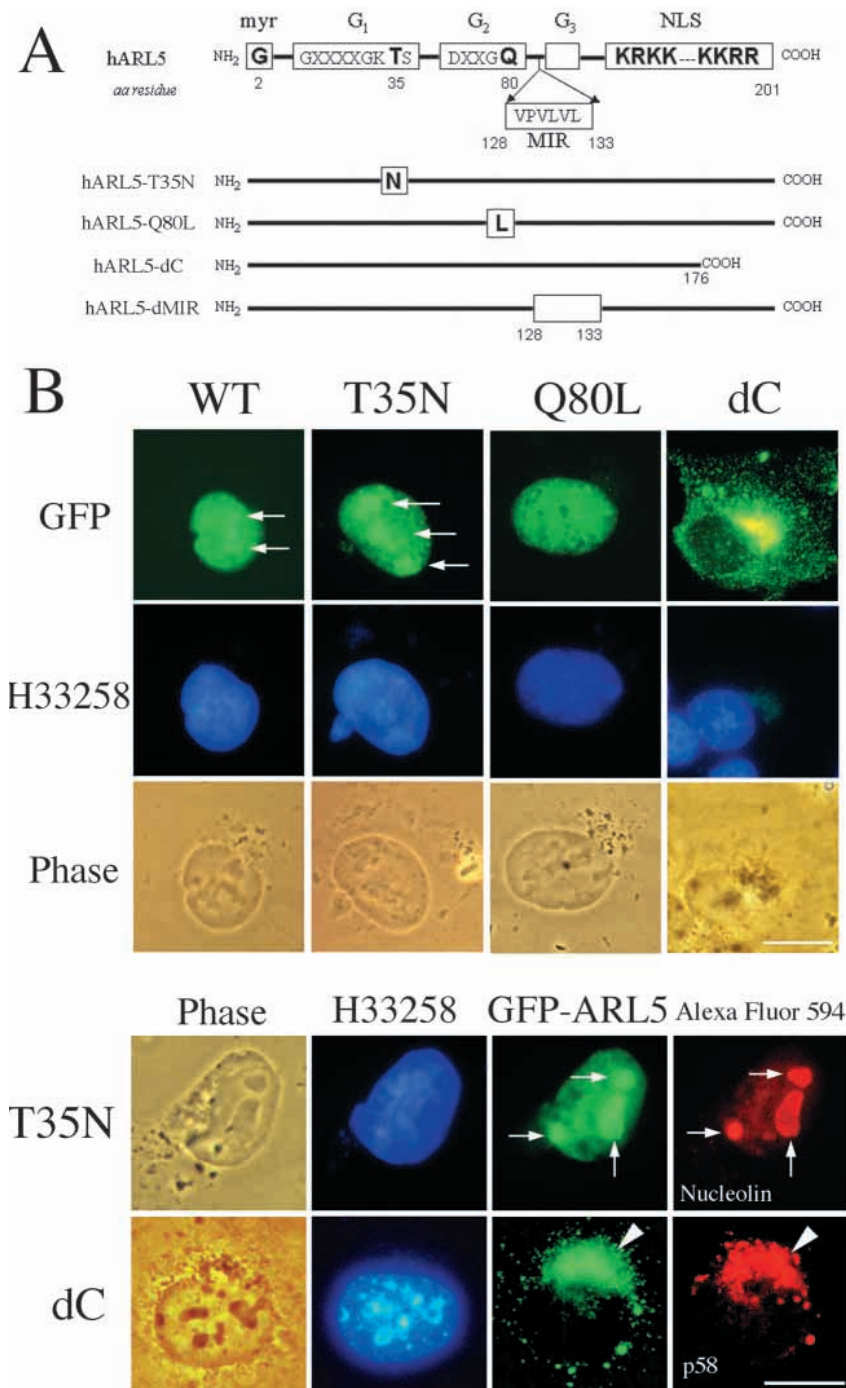 A
myr G1 G2 G3 NLS
hARL5 NH2 G GXXXXGKTS DXXGQ KRKK---KKRR COOH
aa residue 2 35 80 201
VPVLVL
128 MIR 133
hARL5-T35N NH2 N COOH
hARL5-Q80L NH2 L COOH
hARL5-dC NH2 COOH
176
hARL5-dMIR NH2 COOH
128 133
B
WT T35N Q80L dC
GFP
H33258
Phase
Phase H33258 GFP-ARL5 Alexa Fluor 594
T35N
Nucleolin
dC
p58